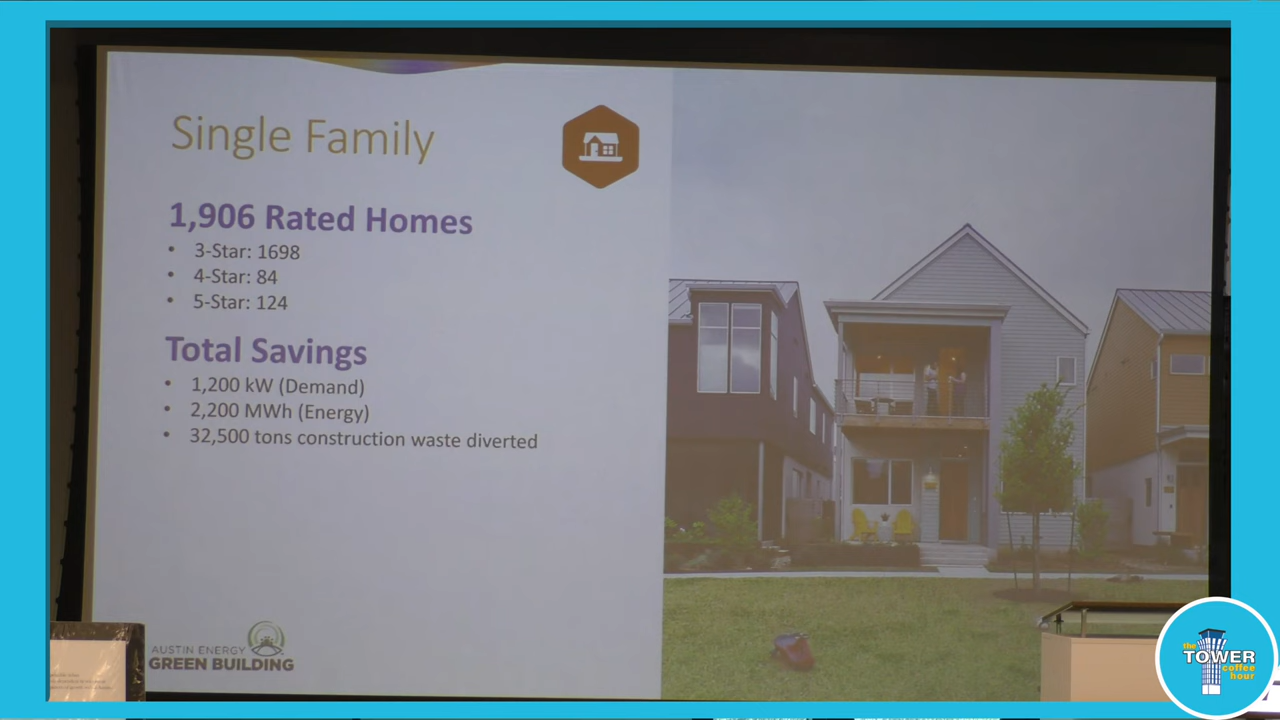 Single Family
1,906 Rated Homes
• 3-Star: 1698
• 4-Star: 84
• 5-Star: 124
Total Savings
• 1,200 kW (Demand)
• 2,200 MWh (Energy)
• 32,500 tons construction waste diverted
AUSTIN ENERGY
GREEN BUILDING
the
TOWER
coffee
hour